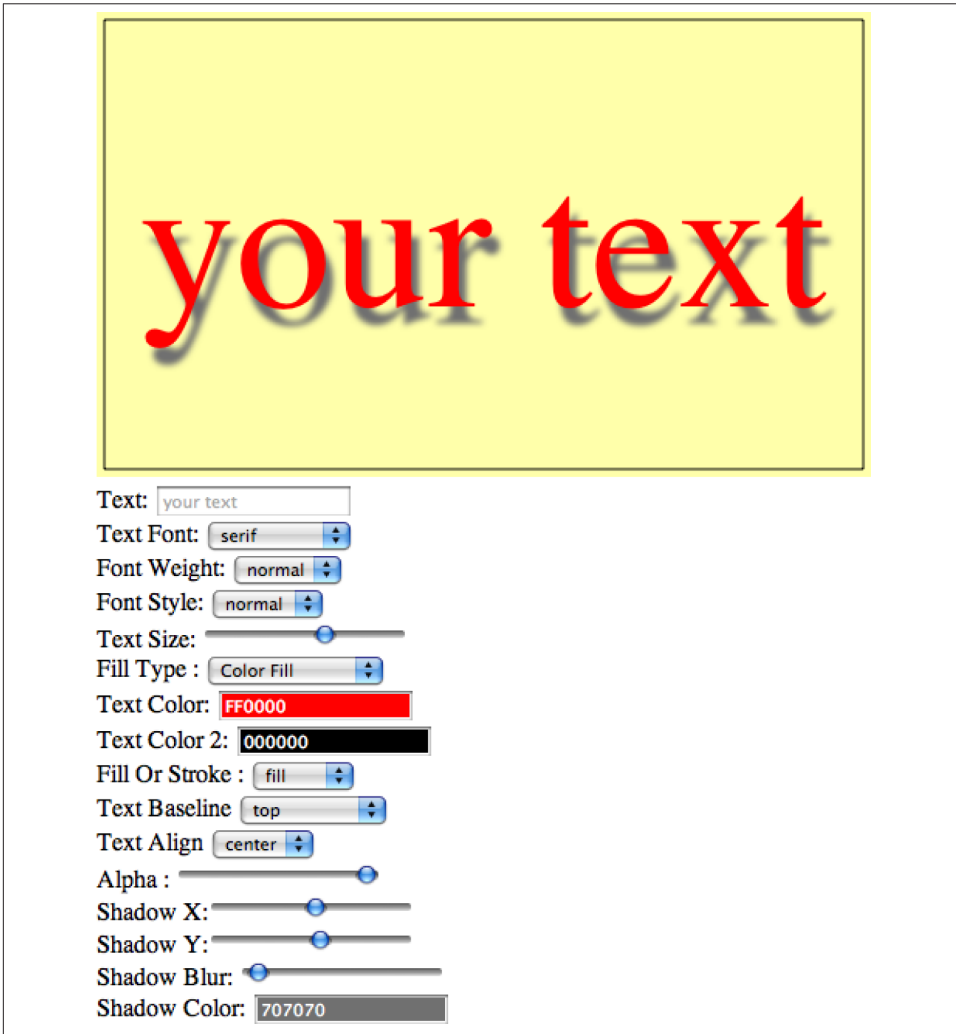 your text
Text: your text
Text Font: serif
Font Weight: normal
Font Style: normal
Text Size:
Fill Type : Color Fill
Text Color: FF0000
Text Color 2: 000000
Fill Or Stroke : fill
Text Baseline top
Text Align center
Alpha :
Shadow X:
Shadow Y:
Shadow Blur:
Shadow Color: 707070